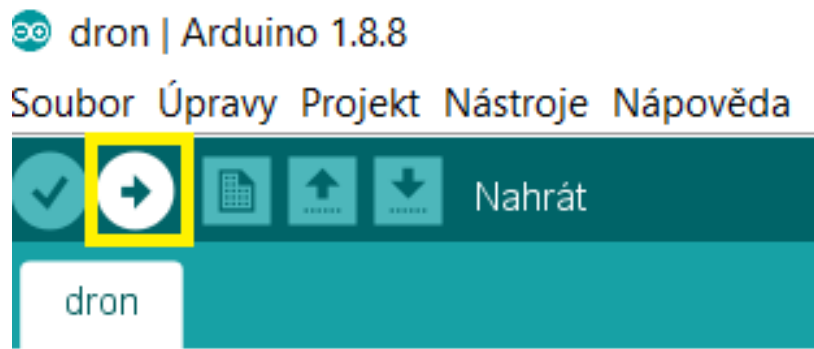 dron | Arduino 1.8.8
Soubor Úpravy Projekt Nástroje Nápověda
Nahrát
dron